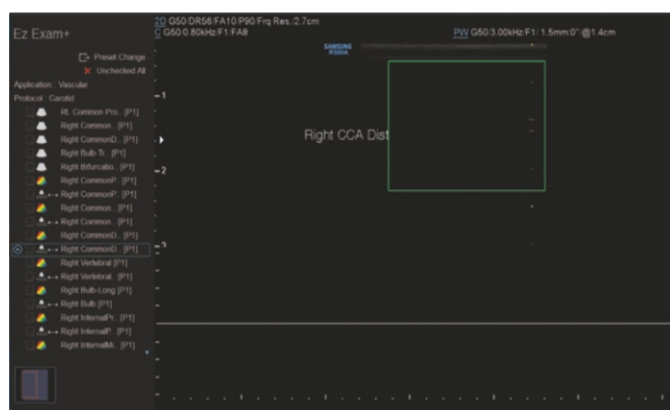 Ez Exam+
Preset Change
Unchecked All
Application : Vascular
Protocol : Carotid
Rt. Common Pro.. [P1]
Right Common.. [P1]
Right CommonD.. [P1]
Right Bulb-Tr.. [P1]
Right Bifurcatio.. [P1]
Right CommonP.. [P1]
Right CommonP.. [P1]
Right Common.. [P1]
Right Common.. [P1]
Right CommonD.. [P1]
Right CommonD.. [P1]
Right Vertebral [P1]
Right Vertebral.. [P1]
Right Bulb-Long [P1]
Right Bulb [P1]
Right InternalPr.. [P1]
Right InternalP.. [P1]
Right InternalMi.. [P1]
2D G50/DR56/FA10/P90/Frq Res./2.7cm
C G60/0.80kHz/F1/FA8
PW G50/3.00kHz/F1/ 1.5mm:0°@1.4cm
SAMSUNG
RS80A
1
Right CCA Dist
2
3